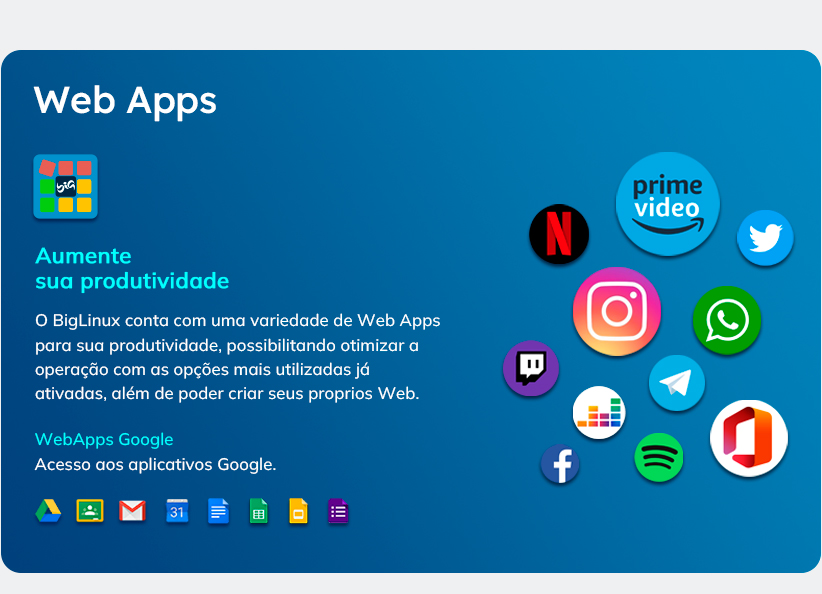 Web Apps
BIG
prime
video
Aumente
sua produtividade
O BigLinux conta com uma variedade de Web Apps
para sua produtividade, possibilitando otimizar a
operação com as opções mais utilizadas já
ativadas, além de poder criar seus proprios Web.
WebApps Google
Acesso aos aplicativos Google.
31